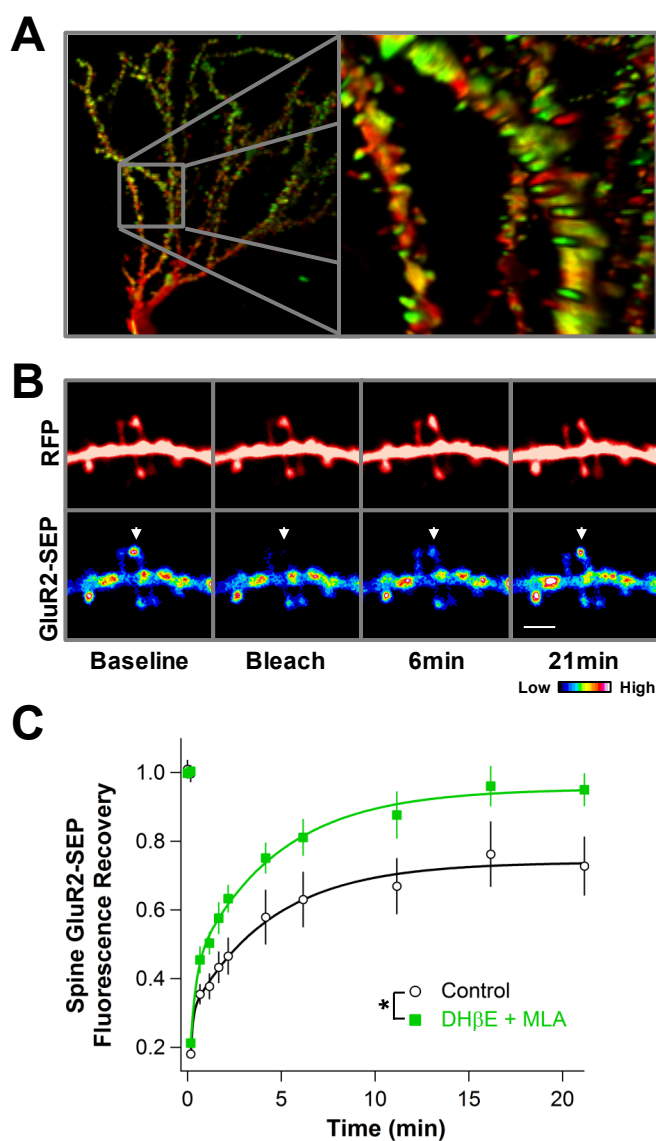 A
B
RFP
GluR2-SEP
Baseline Bleach 6min 21min
Low High
C
Spine GluR2-SEP
Fluorescence Recovery
1.0
0.8
0.6
0.4
0.2
Control
* DHβE + MLA
0 5 10 15 20
Time (min)